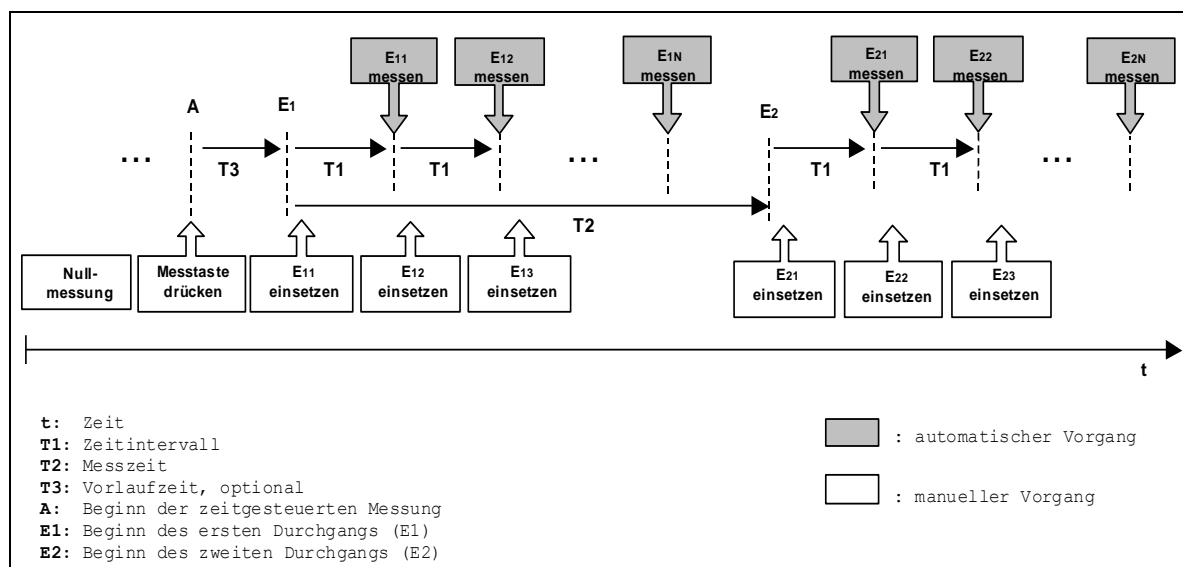 E11 messen
E12 messen
E1N messen
E21 messen
E22 messen
E2N messen
A
E1
E2
...
T3
T1
T1
...
T1
T1
...
T2
Null-
messung
Messtaste
drücken
E11
einsetzen
E12
einsetzen
E13
einsetzen
E21
einsetzen
E22
einsetzen
E23
einsetzen
t
t: Zeit
T1: Zeitintervall
T2: Messzeit
T3: Vorlaufzeit, optional
A: Beginn der zeitgesteuerten Messung
E1: Beginn des ersten Durchgangs (E1)
E2: Beginn des zweiten Durchgangs (E2)
: automatischer Vorgang
: manueller Vorgang